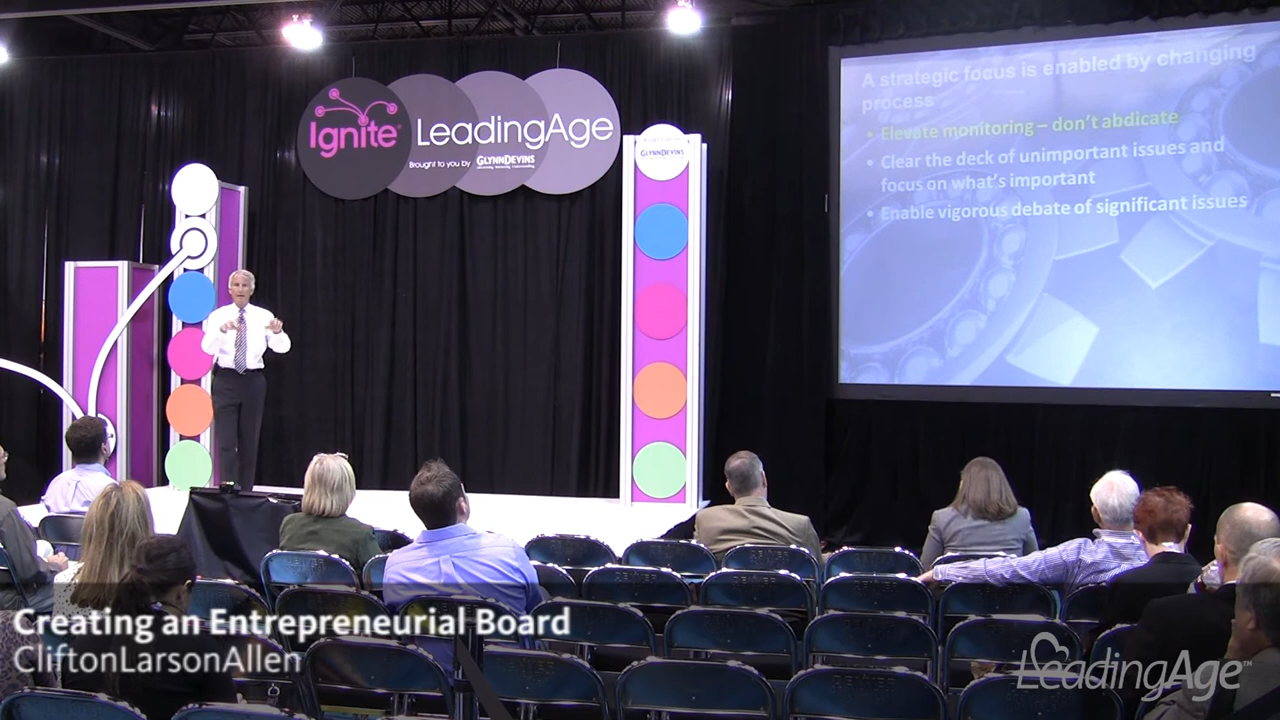 Ignite®
LeadingAge
Brought to you by GLYNNDEVINS
GLYNNDEVINS
A strategic focus is enabled by changing
process
• Elevate monitoring – don't abdicate
• Clear the deck of unimportant issues and
focus on what's important
• Enable vigorous debate of significant issues
Creating an Entrepreneurial Board
CliftonLarsonAllen
LeadingAge™